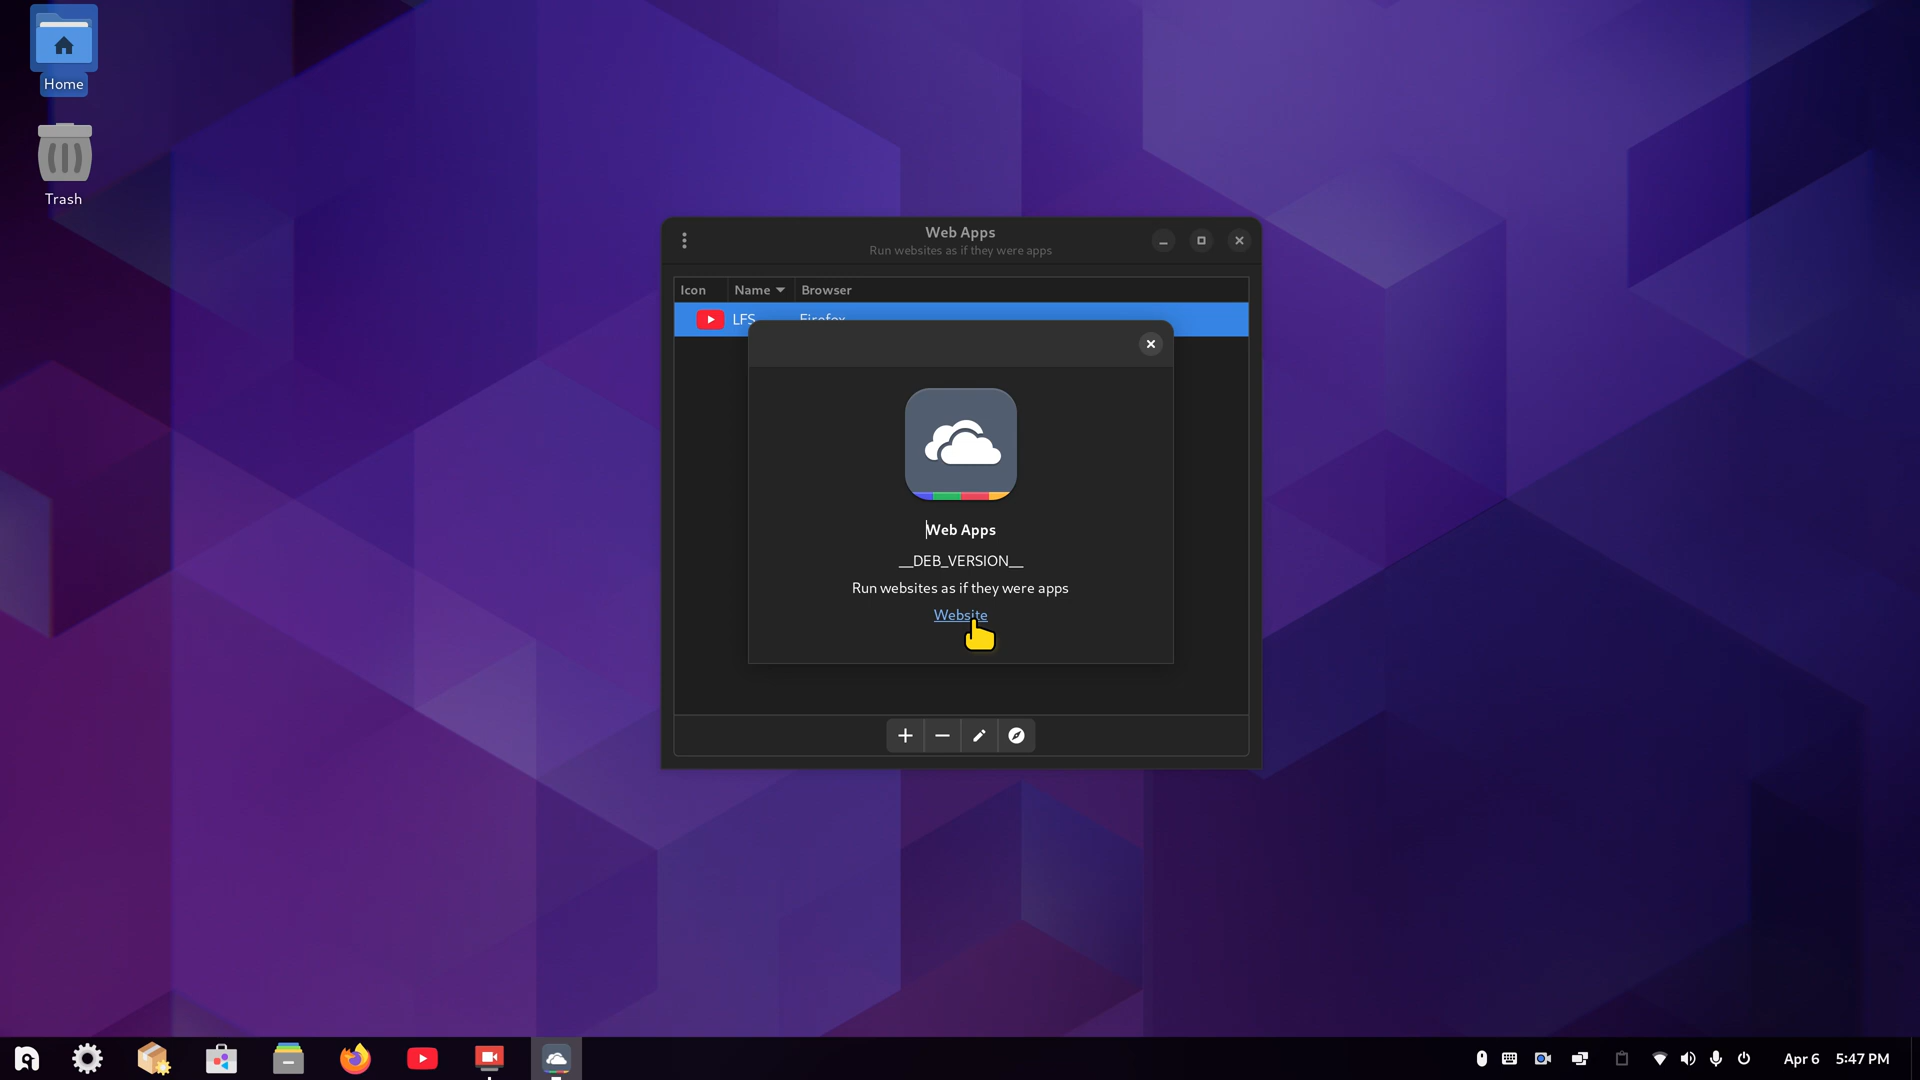 Home
Trash
Web Apps
Run websites as if they were apps
Icon Name Browser
LFS Firefox
Web Apps
__DEB_VERSION__
Run websites as if they were apps
Website
Apr 6 5:47 PM